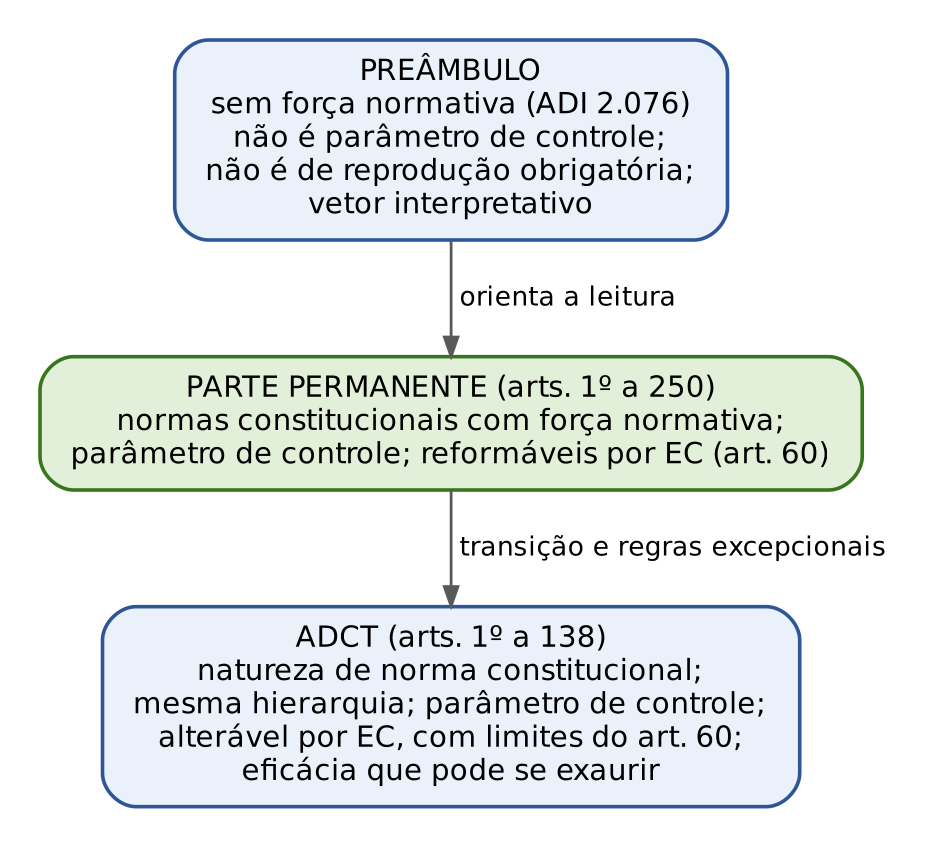 PREÂMBULO
sem força normativa (ADI 2.076)
não é parâmetro de controle;
não é de reprodução obrigatória;
vetor interpretativo
orienta a leitura
PARTE PERMANENTE (arts. 1º a 250)
normas constitucionais com força normativa;
parâmetro de controle; reformáveis por EC (art. 60)
transição e regras excepcionais
ADCT (arts. 1º a 138)
natureza de norma constitucional;
mesma hierarquia; parâmetro de controle;
alterável por EC, com limites do art. 60;
eficácia que pode se exaurir